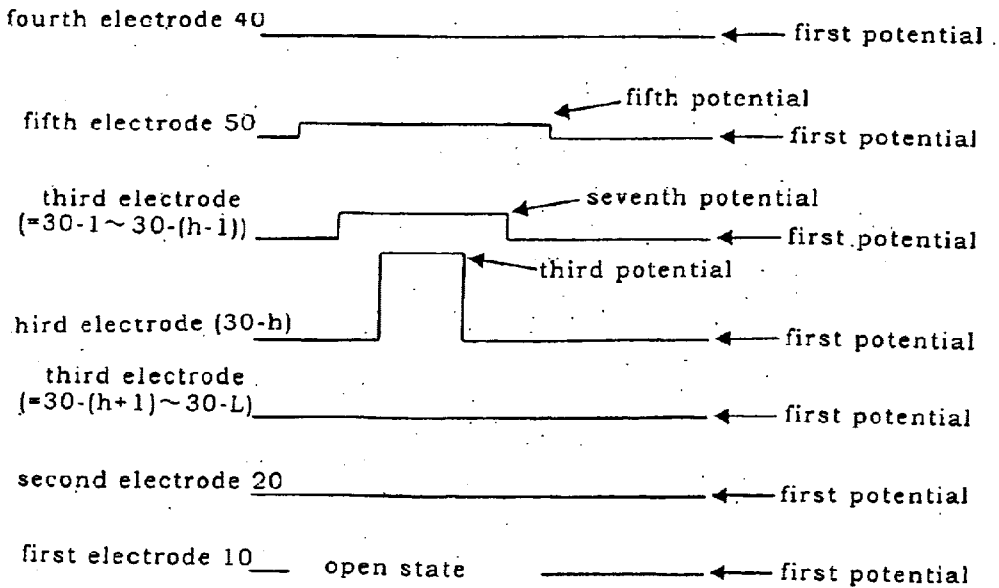 fourth electrode 40
first potential
fifth potential
fifth electrode 50
first potential
third electrode
(=30-1~30-(h-1))
seventh potential
first potential
third potential
hird electrode (30-h)
first potential
third electrode
(=30-(h+1)~30-L)
first potential
second electrode 20
first potential
first electrode 10
open state
first potential